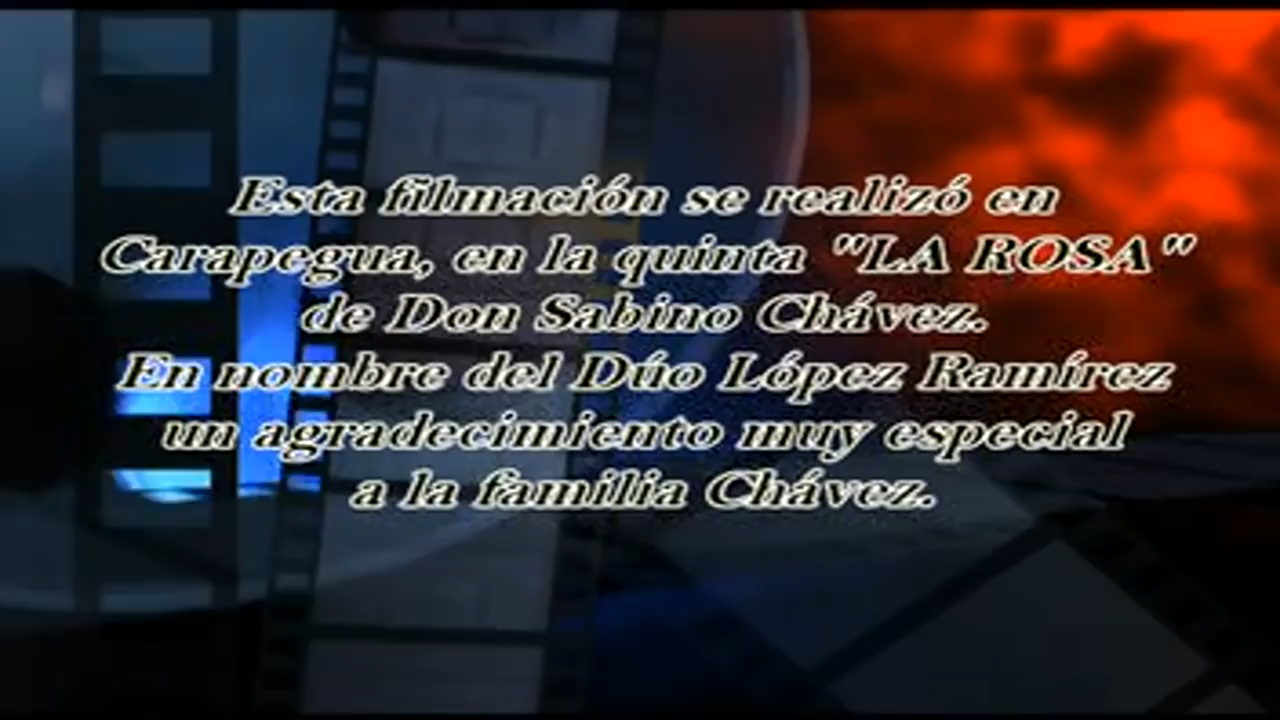 Esta filmación se realizó en
Carapegua, en la quinta "LA ROSA"
de Don Sabino Chávez.
En nombre del Dúo López Ramírez
un agradecimiento muy especial
a la familia Chávez.